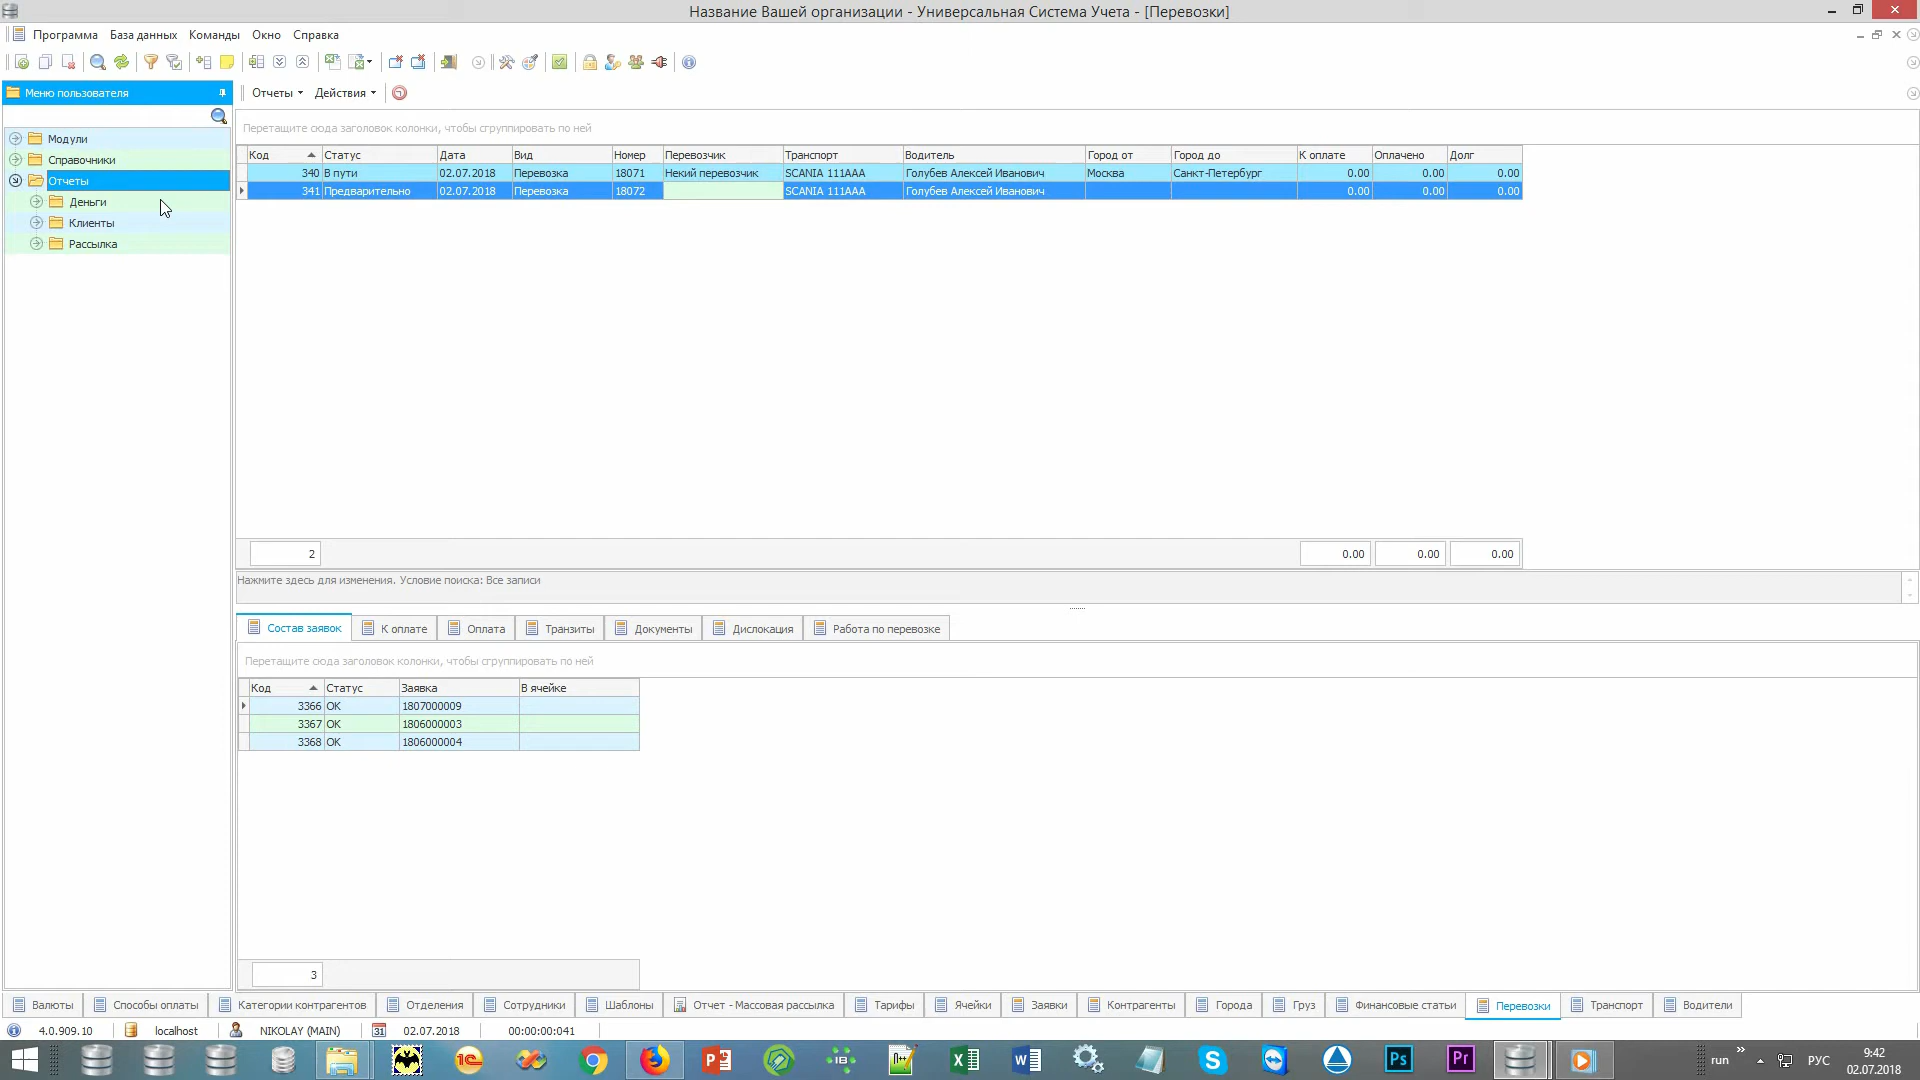 Название Вашей организации - Универсальная Система Учета - [Перевозки]
Программа База данных Команды Окно Справка
Меню пользователя
Отчеты Действия
Модули
Справочники
Отчеты
Деньги
Клиенты
Рассылка
Перетащите сюда заголовок колонки, чтобы сгруппировать по ней
Код Статус Дата Вид Номер Перевозчик Транспорт Водитель Город от Город до К оплате Оплачено Долг
340 В пути 02.07.2018 Перевозка 18071 Некий перевозчик SCANIA 111AAA Голубев Алексей Иванович Москва Санкт-Петербург 0.00 0.00 0.00
341 Предварительно 02.07.2018 Перевозка 18072 SCANIA 111AAA Голубев Алексей Иванович 0.00 0.00 0.00
2 0.00 0.00 0.00
Нажмите здесь для изменения. Условие поиска: Все записи
Состав заявок К оплате Оплата Транзиты Документы Дислокация Работа по перевозке
Перетащите сюда заголовок колонки, чтобы сгруппировать по ней
Код Статус Заявка В ячейке
3366 ОК 1807000009
3367 ОК 1806000003
3368 ОК 1806000004
3
Валюты Способы оплаты Категории контрагентов Отделения Сотрудники Шаблоны Отчет - Массовая рассылка Тарифы Ячейки Заявки Контрагенты Города Груз Финансовые статьи Перевозки Транспорт Водители
4.0.909.10 localhost NIKOLAY (MAIN) 31 02.07.2018 00:00:00:041
1С IB n++ Ps Pr run РУС 9:42
02.07.2018